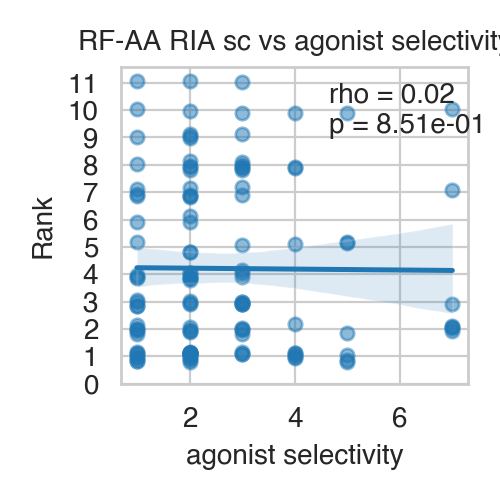 RF-AA RIA sc vs agonist selectivity
rho = 0.02
p = 8.51e-01
11
10
9
8
7
6
5
4
3
2
1
0
Rank
2 4 6
agonist selectivity